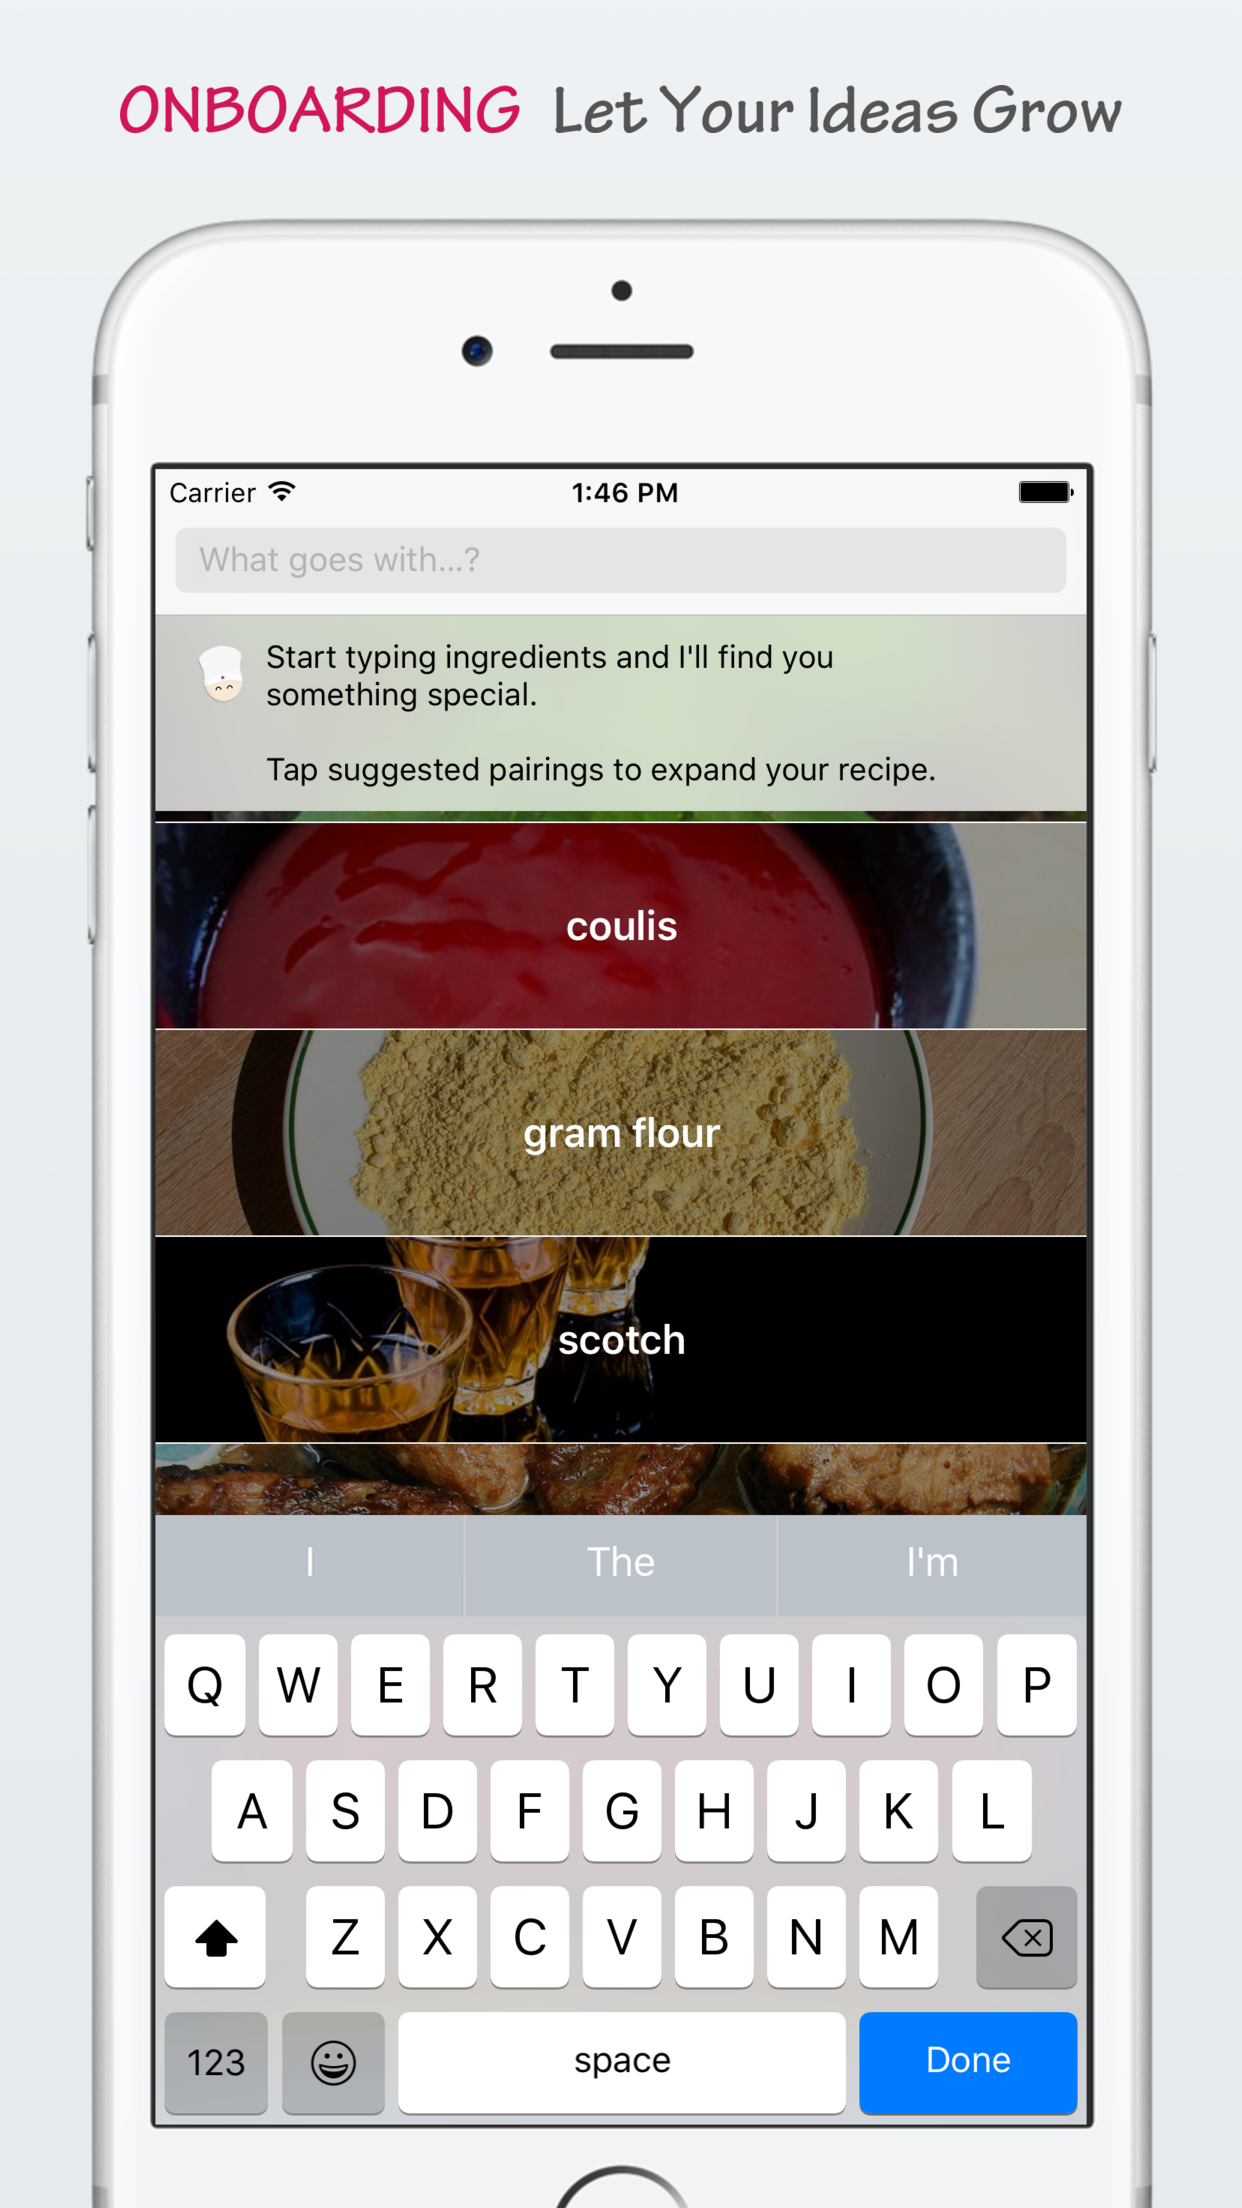 ONBOARDING Let Your Ideas Grow
Carrier 1:46 PM
What goes with...?
Start typing ingredients and I'll find you
something special.
Tap suggested pairings to expand your recipe.
coulis
gram flour
scotch
I The I'm
Q W E R T Y U I O P
A S D F G H J K L
Z X C V B N M
123 space Done